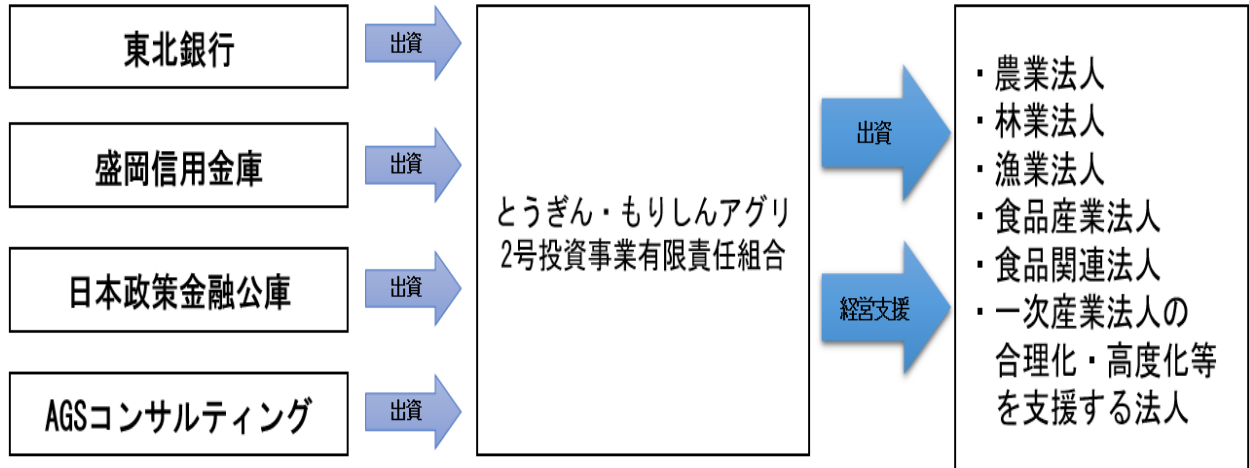 東北銀行
出資
盛岡信用金庫
出資
日本政策金融公庫
出資
AGSコンサルティング
出資
とうぎん・もりしんアグリ
2号投資事業有限責任組合
出資
経営支援
・農業法人
・林業法人
・漁業法人
・食品産業法人
・食品関連法人
・一次産業法人の
合理化・高度化等
を支援する法人